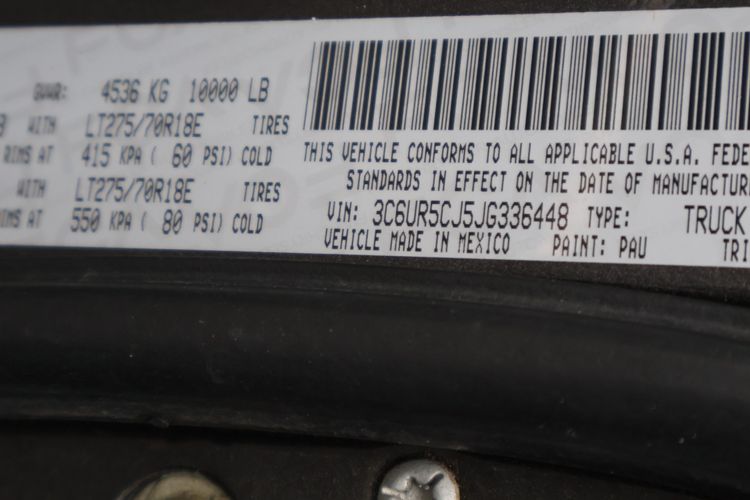 GVWR: 4536 KG 10000 LB
WITH LT275/70R18E TIRES
RIMS AT 415 KPA ( 60 PSI) COLD
WITH LT275/70R18E TIRES
RIMS/SRW AT 550 KPA ( 80 PSI) COLD
THIS VEHICLE CONFORMS TO ALL APPLICABLE U.S.A. FEDE
STANDARDS IN EFFECT ON THE DATE OF MANUFACTUR
VIN: 3C6UR5CJ5JG336448 TYPE: TRUCK
VEHICLE MADE IN MEXICO PAINT: PAU TRI